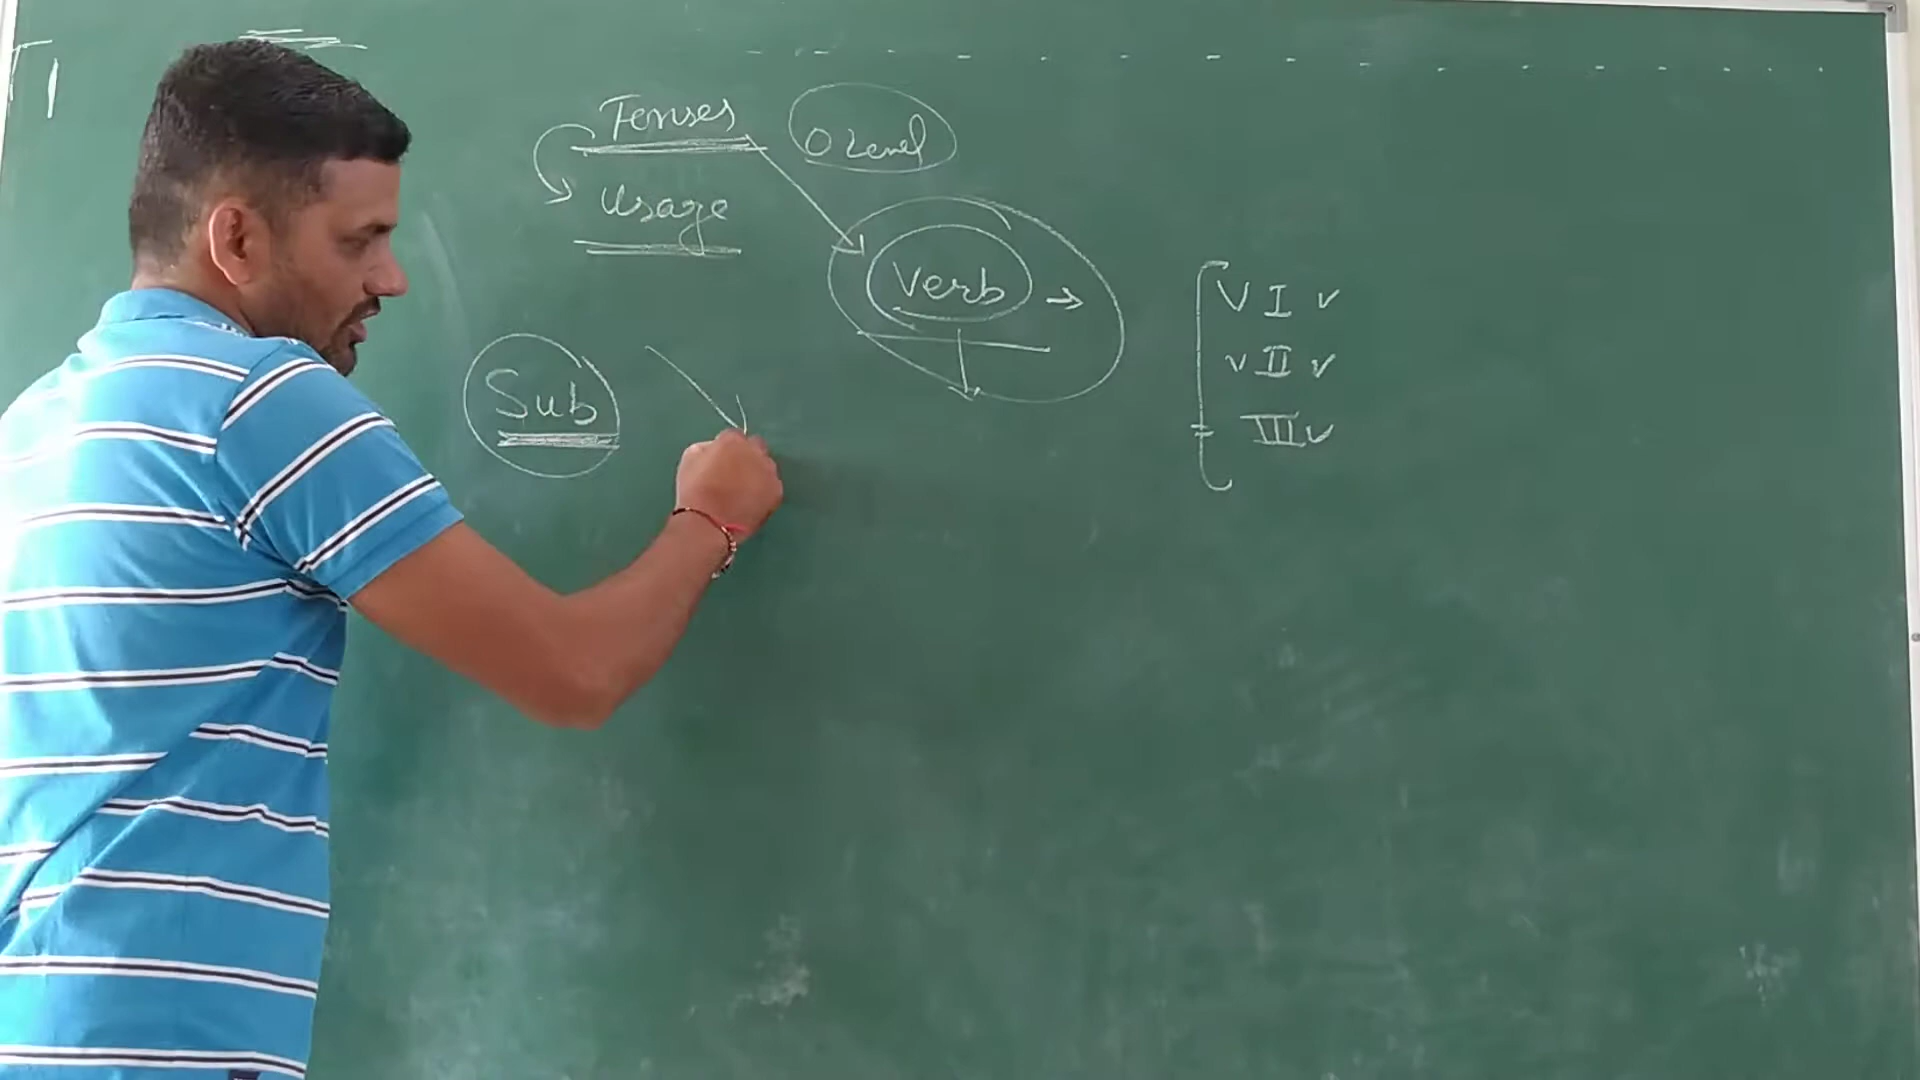 Tenses
O Level
Usage
Verb →
V I ✓
V II ✓
III ✓
Sub